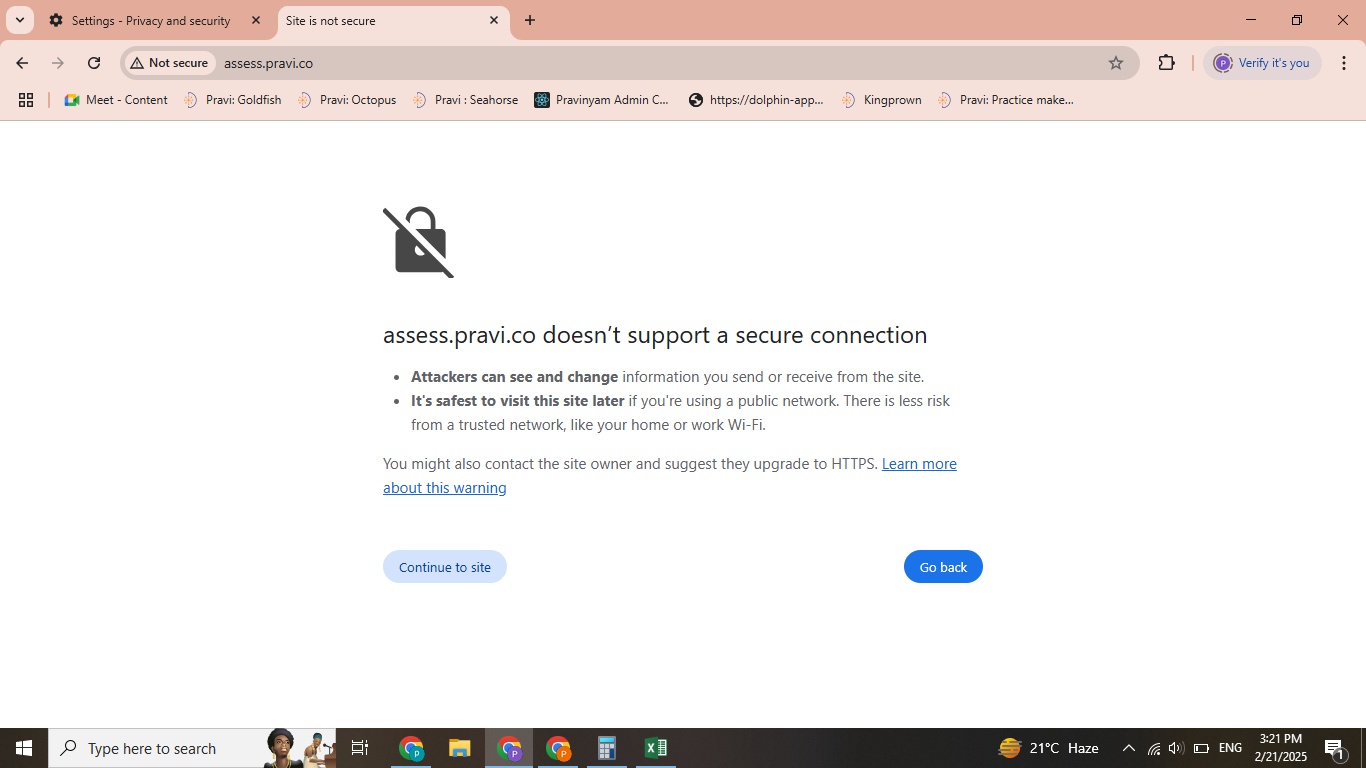 Settings - Privacy and security
Site is not secure
Not secure
assess.pravi.co
P
Verify it's you
Meet - Content
Pravi: Goldfish
Pravi: Octopus
Pravi : Seahorse
Pravinyam Admin C...
https://dolphin-app...
Kingprown
Pravi: Practice make...
assess.pravi.co doesn’t support a secure connection
• Attackers can see and change information you send or receive from the site.
• It's safest to visit this site later if you're using a public network. There is less risk
from a trusted network, like your home or work Wi-Fi.
You might also contact the site owner and suggest they upgrade to HTTPS. Learn more
about this warning
Continue to site
Go back
Type here to search
P
P
P
21°C Haze
ENG
3:21 PM
2/21/2025
1